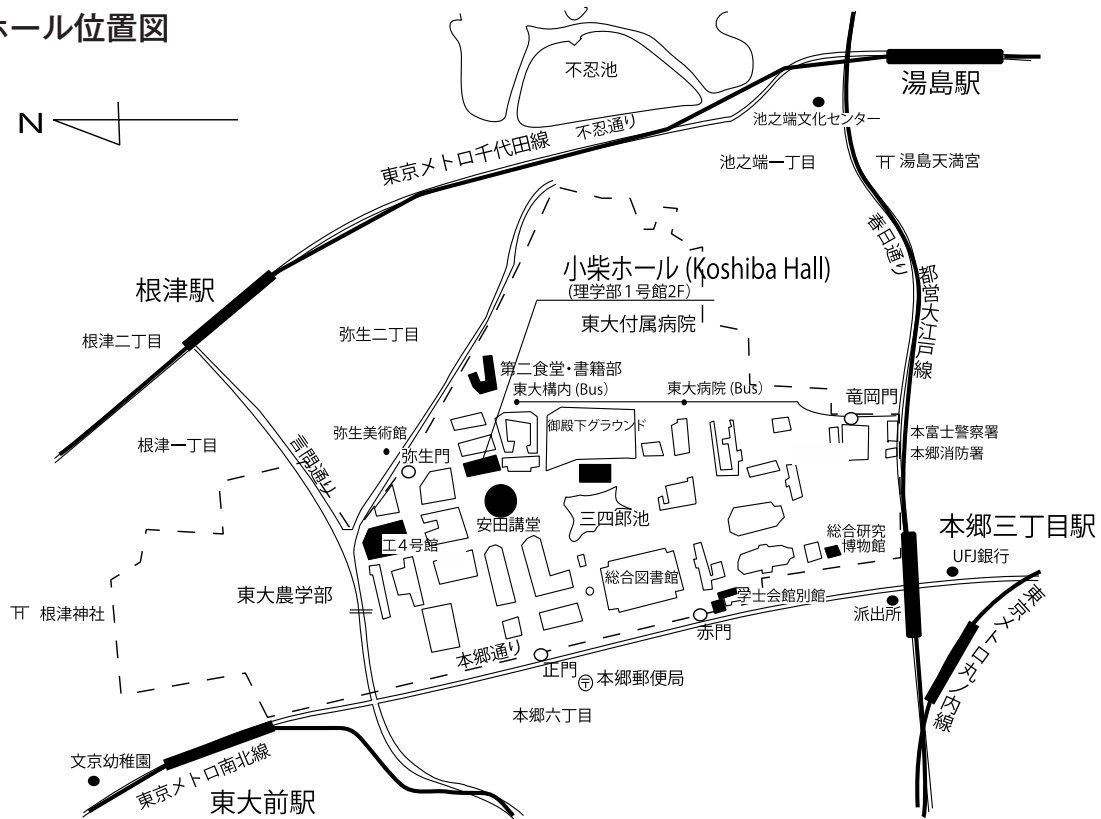 ホール位置図
不忍池
湯島駅
池之端文化センター
不忍通り
東京メトロ千代田線
池之端一丁目
湯島天満宮
N
春日通り
都営大江戸線
小柴ホール (Koshiba Hall)
(理学部1号館2F)
根津駅
東大付属病院
根津二丁目
弥生二丁目
第二食堂・書籍部
東大構内 (Bus)
東大病院 (Bus)
竜岡門
御殿下グラウンド
本富士警察署
本郷消防署
弥生美術館
弥生門
根津一丁目
言問通り
安田講堂
三四郎池
本郷三丁目駅
総合研究
博物館
UFJ銀行
工4号館
総合図書館
東大農学部
学士会館別館
派出所
根津神社
赤門
東京メトロ丸ノ内線
本郷通り
正門
〒
本郷郵便局
本郷六丁目
文京幼稚園
東京メトロ南北線
東大前駅